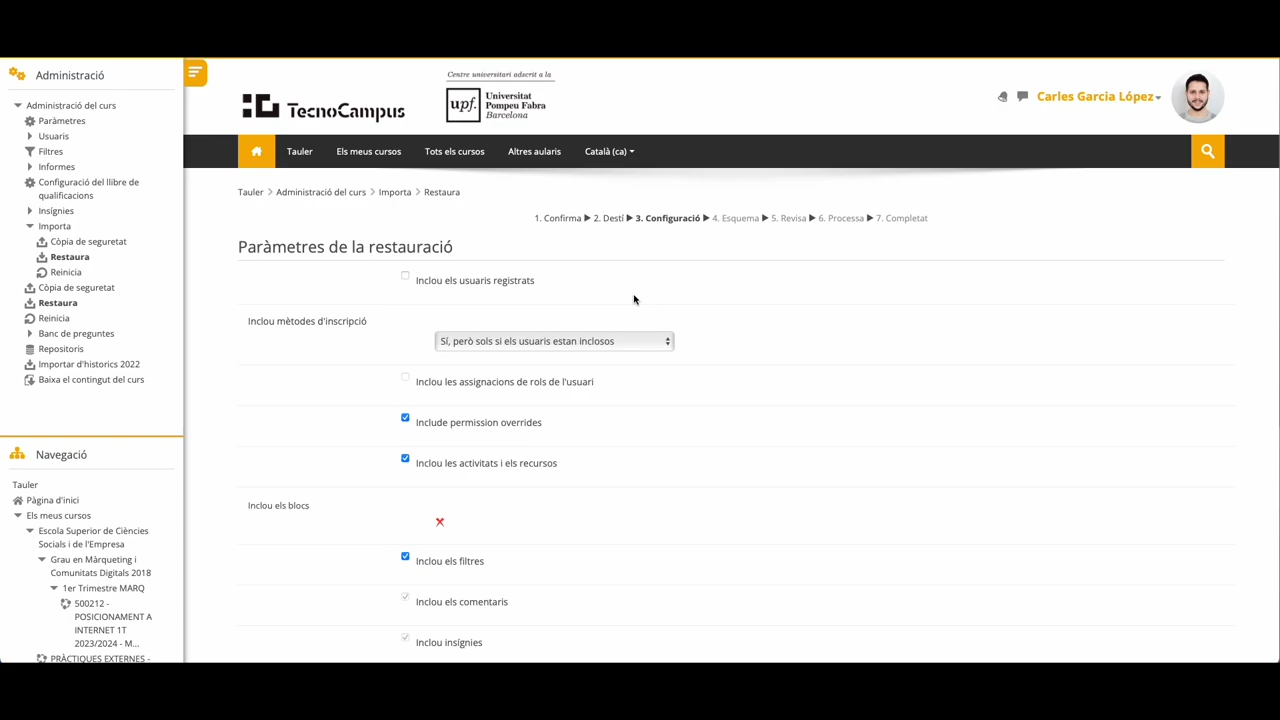 Administració
Administració del curs
Paràmetres
Usuaris
Filtres
Informes
Configuració del llibre de
qualificacions
Insígnies
Importa
Còpia de seguretat
Restaura
Reinicia
Còpia de seguretat
Restaura
Reinicia
Banc de preguntes
Repositoris
Importar d'historics 2022
Baixa el contingut del curs
Navegació
Tauler
Pàgina d'inici
Els meus cursos
Escola Superior de Ciències
Socials i de l'Empresa
Grau en Màrqueting i
Comunitats Digitals 2018
1er Trimestre MARQ
500212 -
POSICIONAMENT A
INTERNET 1T
2023/2024 - M...
PRÀCTIQUES EXTERNES -
TecnoCampus
Centre universitari adscrit a la
upf. Universitat
Pompeu Fabra
Barcelona
Carles Garcia López
Tauler Els meus cursos Tots els cursos Altres aularis Català (ca)
Tauler > Administració del curs > Importa > Restaura
1. Confirma ► 2. Destí ► 3. Configuració ► 4. Esquema ► 5. Revisa ► 6. Processa ► 7. Completat
Paràmetres de la restauració
Inclou els usuaris registrats
Inclou mètodes d'inscripció
Sí, però sols si els usuaris estan inclosos
Inclou les assignacions de rols de l'usuari
Include permission overrides
Inclou les activitats i els recursos
Inclou els blocs
Inclou els filtres
Inclou els comentaris
Inclou insígnies